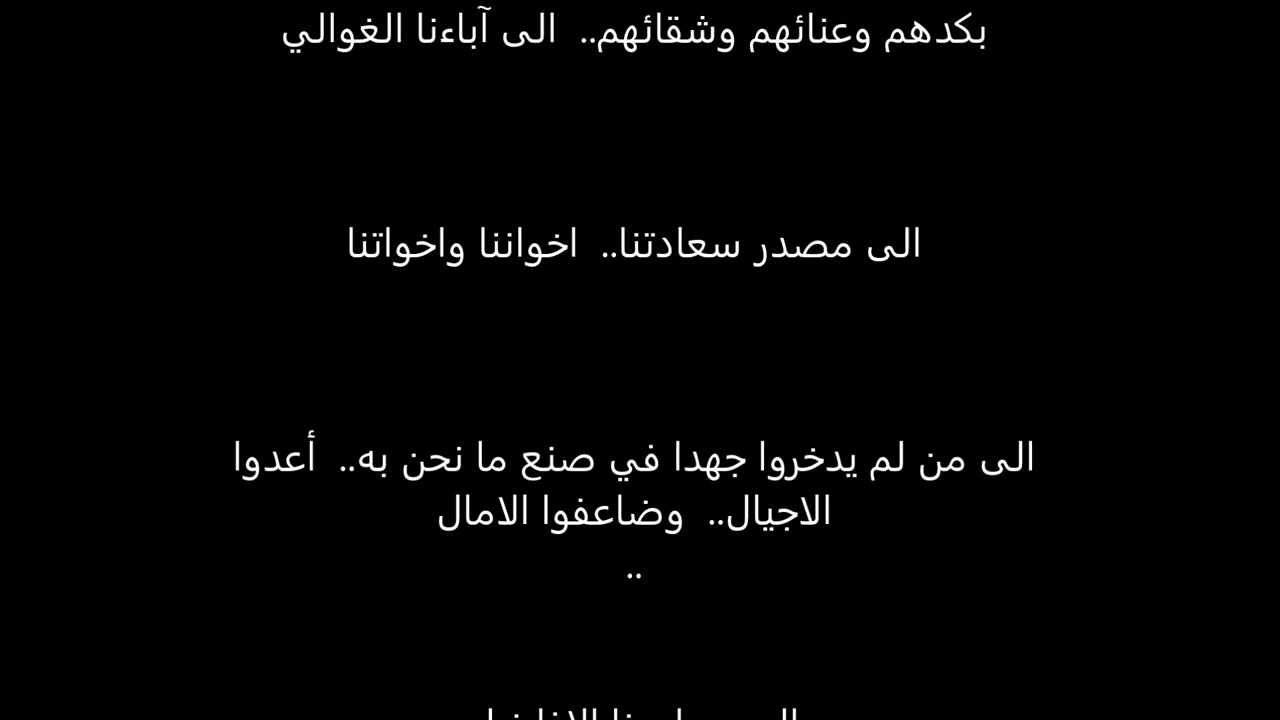 بكدهم وعنائهم وشقائهم..  الى آباءنا الغوالي
الى مصدر سعادتنا..  اخواننا واخواتنا
الى من لم يدخروا جهدا في صنع ما نحن به..  أعدوا
الاجيال..  وضاعفوا الامال
..